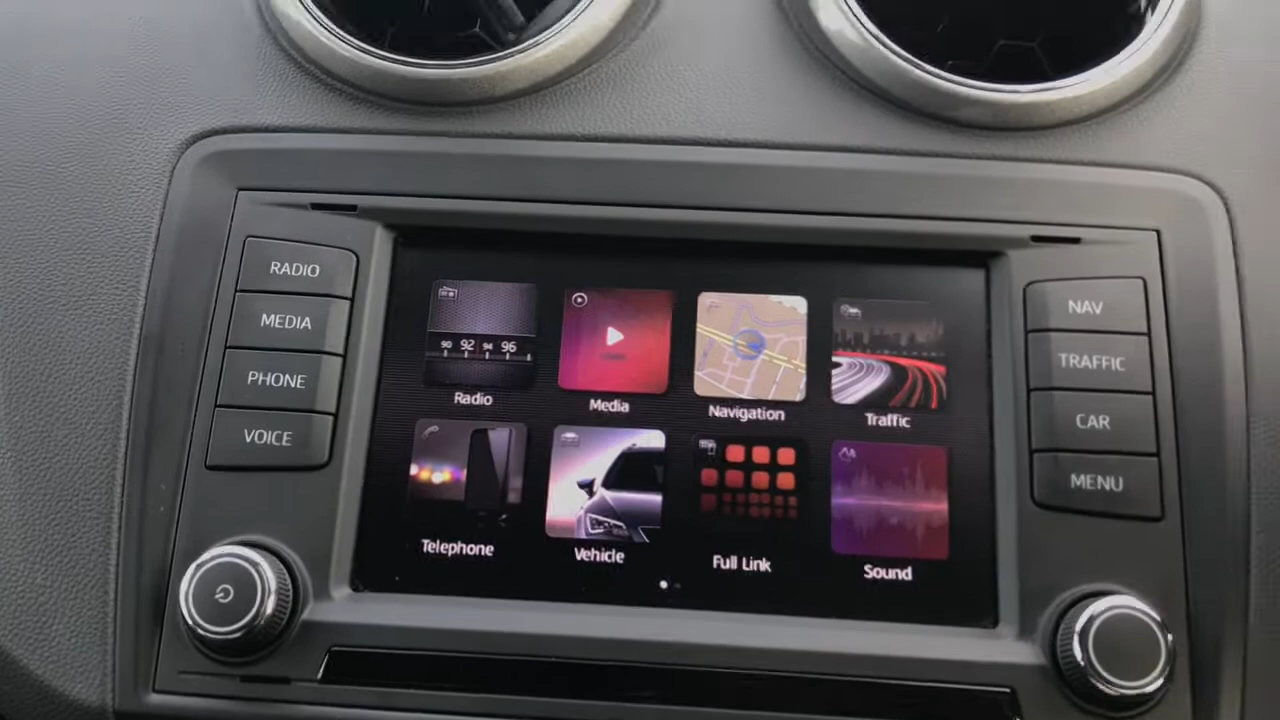 RADIO
MEDIA
PHONE
VOICE
90 92 94 96
Radio
Media
Navigation
Traffic
Telephone
Vehicle
Full Link
Sound
NAV
TRAFFIC
CAR
MENU